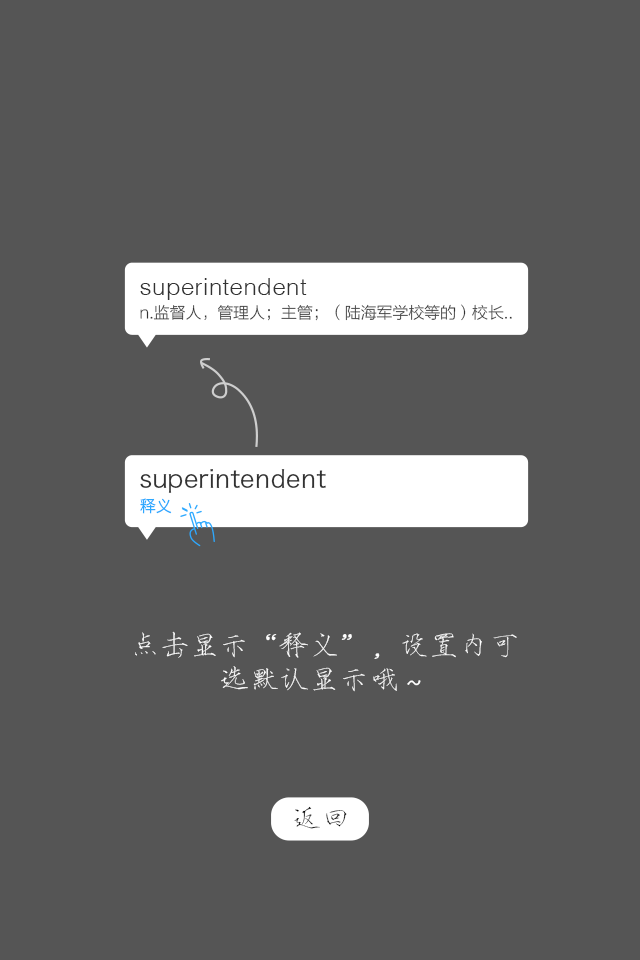 superintendent
n.监督人，管理人；主管；（陆海军学校等的）校长..
superintendent
释义
点击显示“释义”，设置内可
选默认显示哦~
返回